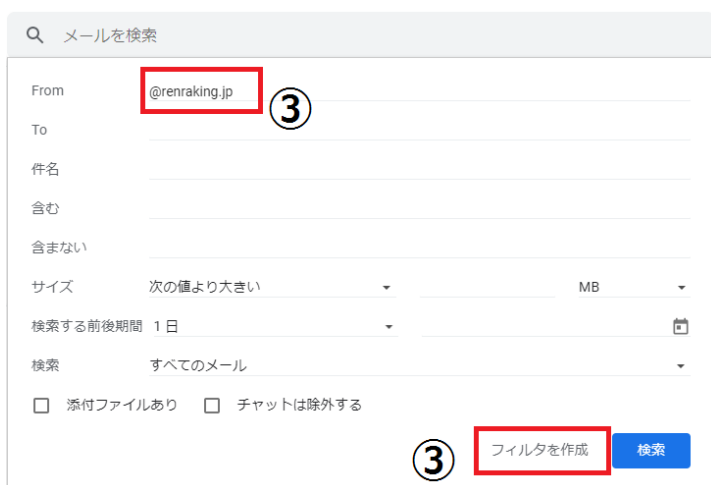 メールを検索
From @renraking.jp ③
To
件名
含む
含まない
サイズ 次の値より大きい MB
検索する前後期間 1日
検索 すべてのメール
添付ファイルあり チャットは除外する
③ フィルタを作成 検索